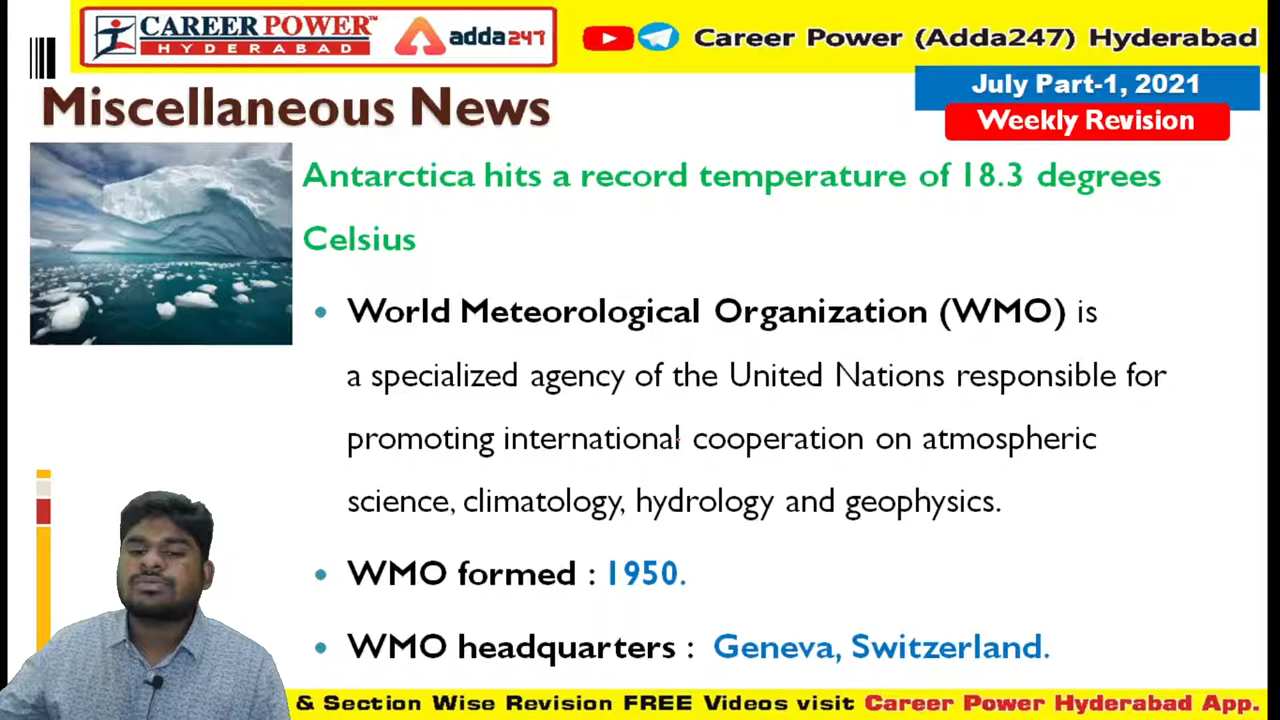 CAREER POWER™
HYDERABAD
adda247
Career Power (Adda247) Hyderabad
July Part-1, 2021
Weekly Revision
Miscellaneous News
Antarctica hits a record temperature of 18.3 degrees
Celsius
• World Meteorological Organization (WMO) is
a specialized agency of the United Nations responsible for
promoting international cooperation on atmospheric
science, climatology, hydrology and geophysics.
• WMO formed : 1950.
• WMO headquarters : Geneva, Switzerland.
& Section Wise Revision FREE Videos visit Career Power Hyderabad App.